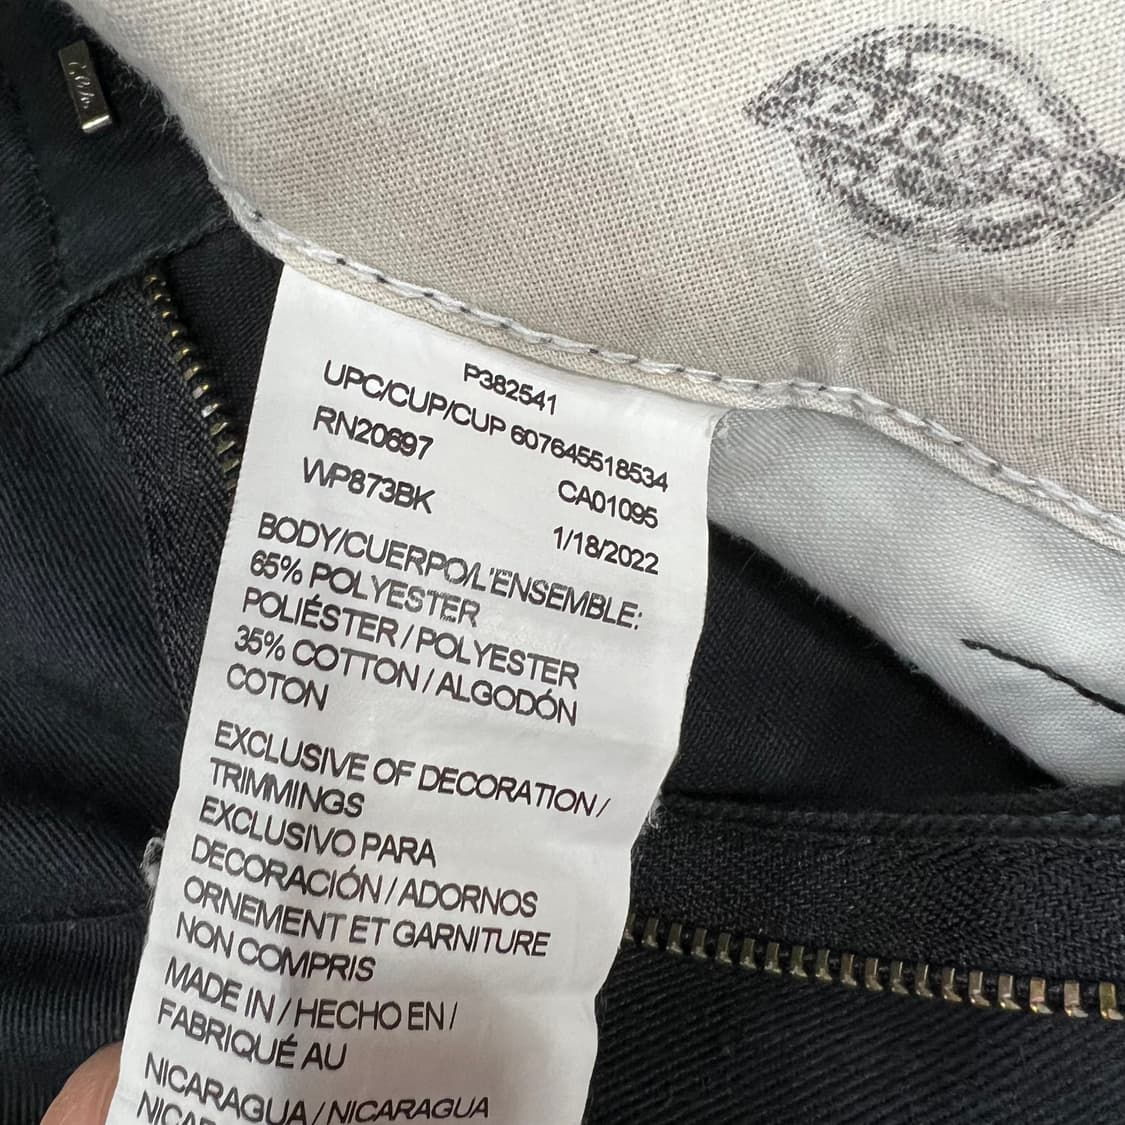 Dickies
P382541
UPC/CUP/CUP 607645518534
RN20697 CA01095
WP873BK 1/18/2022
BODY/CUERPO/L'ENSEMBLE:
65% POLYESTER
POLIÉSTER / POLYESTER
35% COTTON / ALGODÓN
COTON
EXCLUSIVE OF DECORATION /
TRIMMINGS
EXCLUSIVO PARA
DECORACIÓN / ADORNOS
ORNEMENT ET GARNITURE
NON COMPRIS
MADE IN / HECHO EN /
FABRIQUÉ AU
NICARAGUA / NICARAGUA